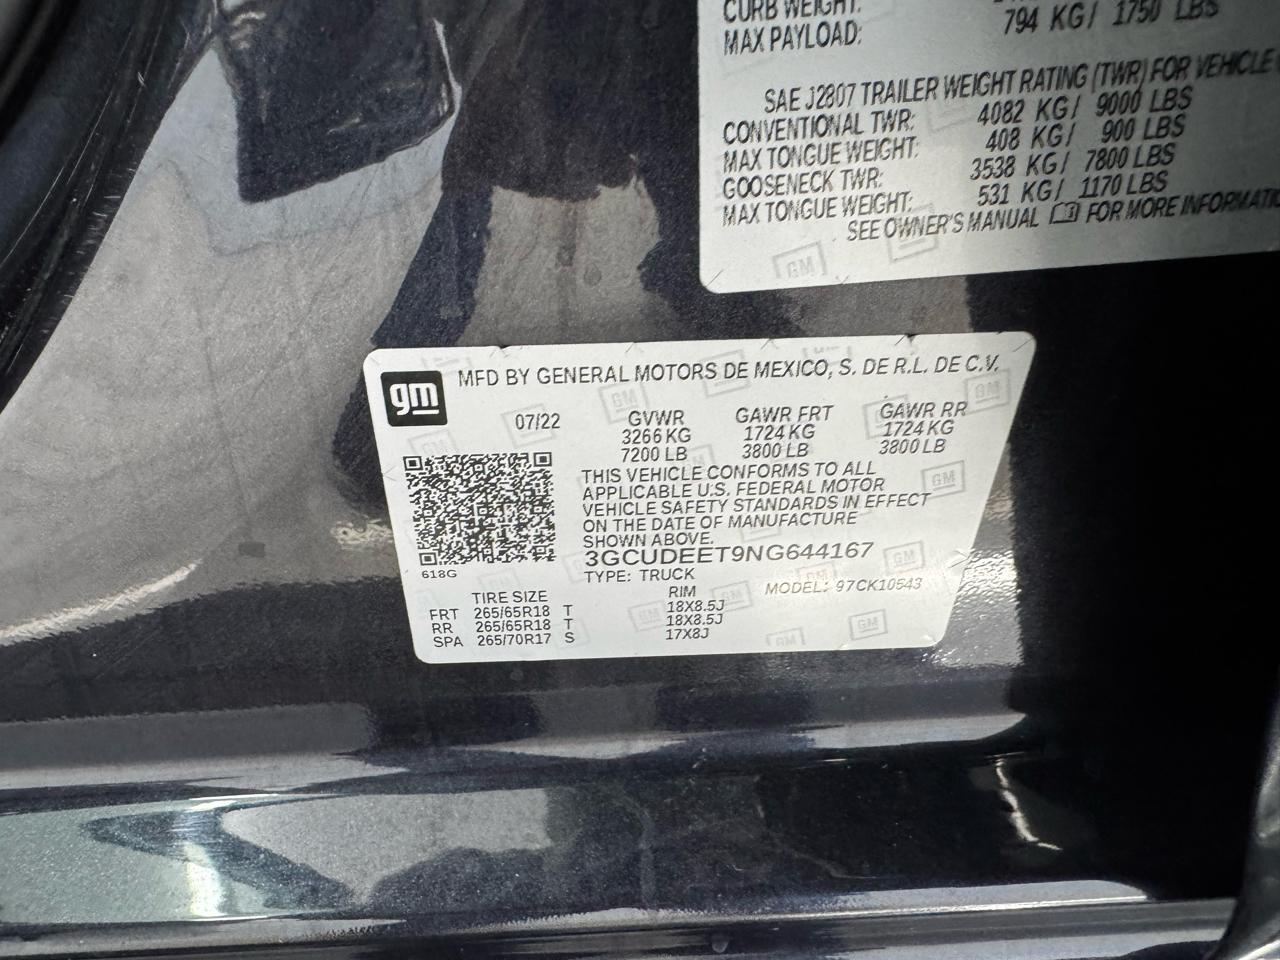 CURB WEIGHT:
MAX PAYLOAD: 794 KG/ 1750 LBS
SAE J2807 TRAILER WEIGHT RATING (TWR) FOR VEHICLE
CONVENTIONAL TWR: 4082 KG/ 9000 LBS
MAX TONGUE WEIGHT: 408 KG/ 900 LBS
GOOSENECK TWR: 3538 KG/ 7800 LBS
MAX TONGUE WEIGHT: 531 KG/ 1170 LBS
SEE OWNER'S MANUAL FOR MORE INFORMATIO
gm
MFD BY GENERAL MOTORS DE MEXICO, S. DE R.L. DE C.V.
07/22 GVWR GAWR FRT GAWR RR
3266 KG 1724 KG 1724 KG
7200 LB 3800 LB 3800 LB
THIS VEHICLE CONFORMS TO ALL
APPLICABLE U.S. FEDERAL MOTOR
VEHICLE SAFETY STANDARDS IN EFFECT
ON THE DATE OF MANUFACTURE
SHOWN ABOVE.
3GCUDEET9NG644167
618G
TYPE: TRUCK MODEL: 97CK10543
TIRE SIZE RIM
FRT 265/65R18 T 18X8.5J
RR 265/65R18 T 18X8.5J
SPA 265/70R17 S 17X8J